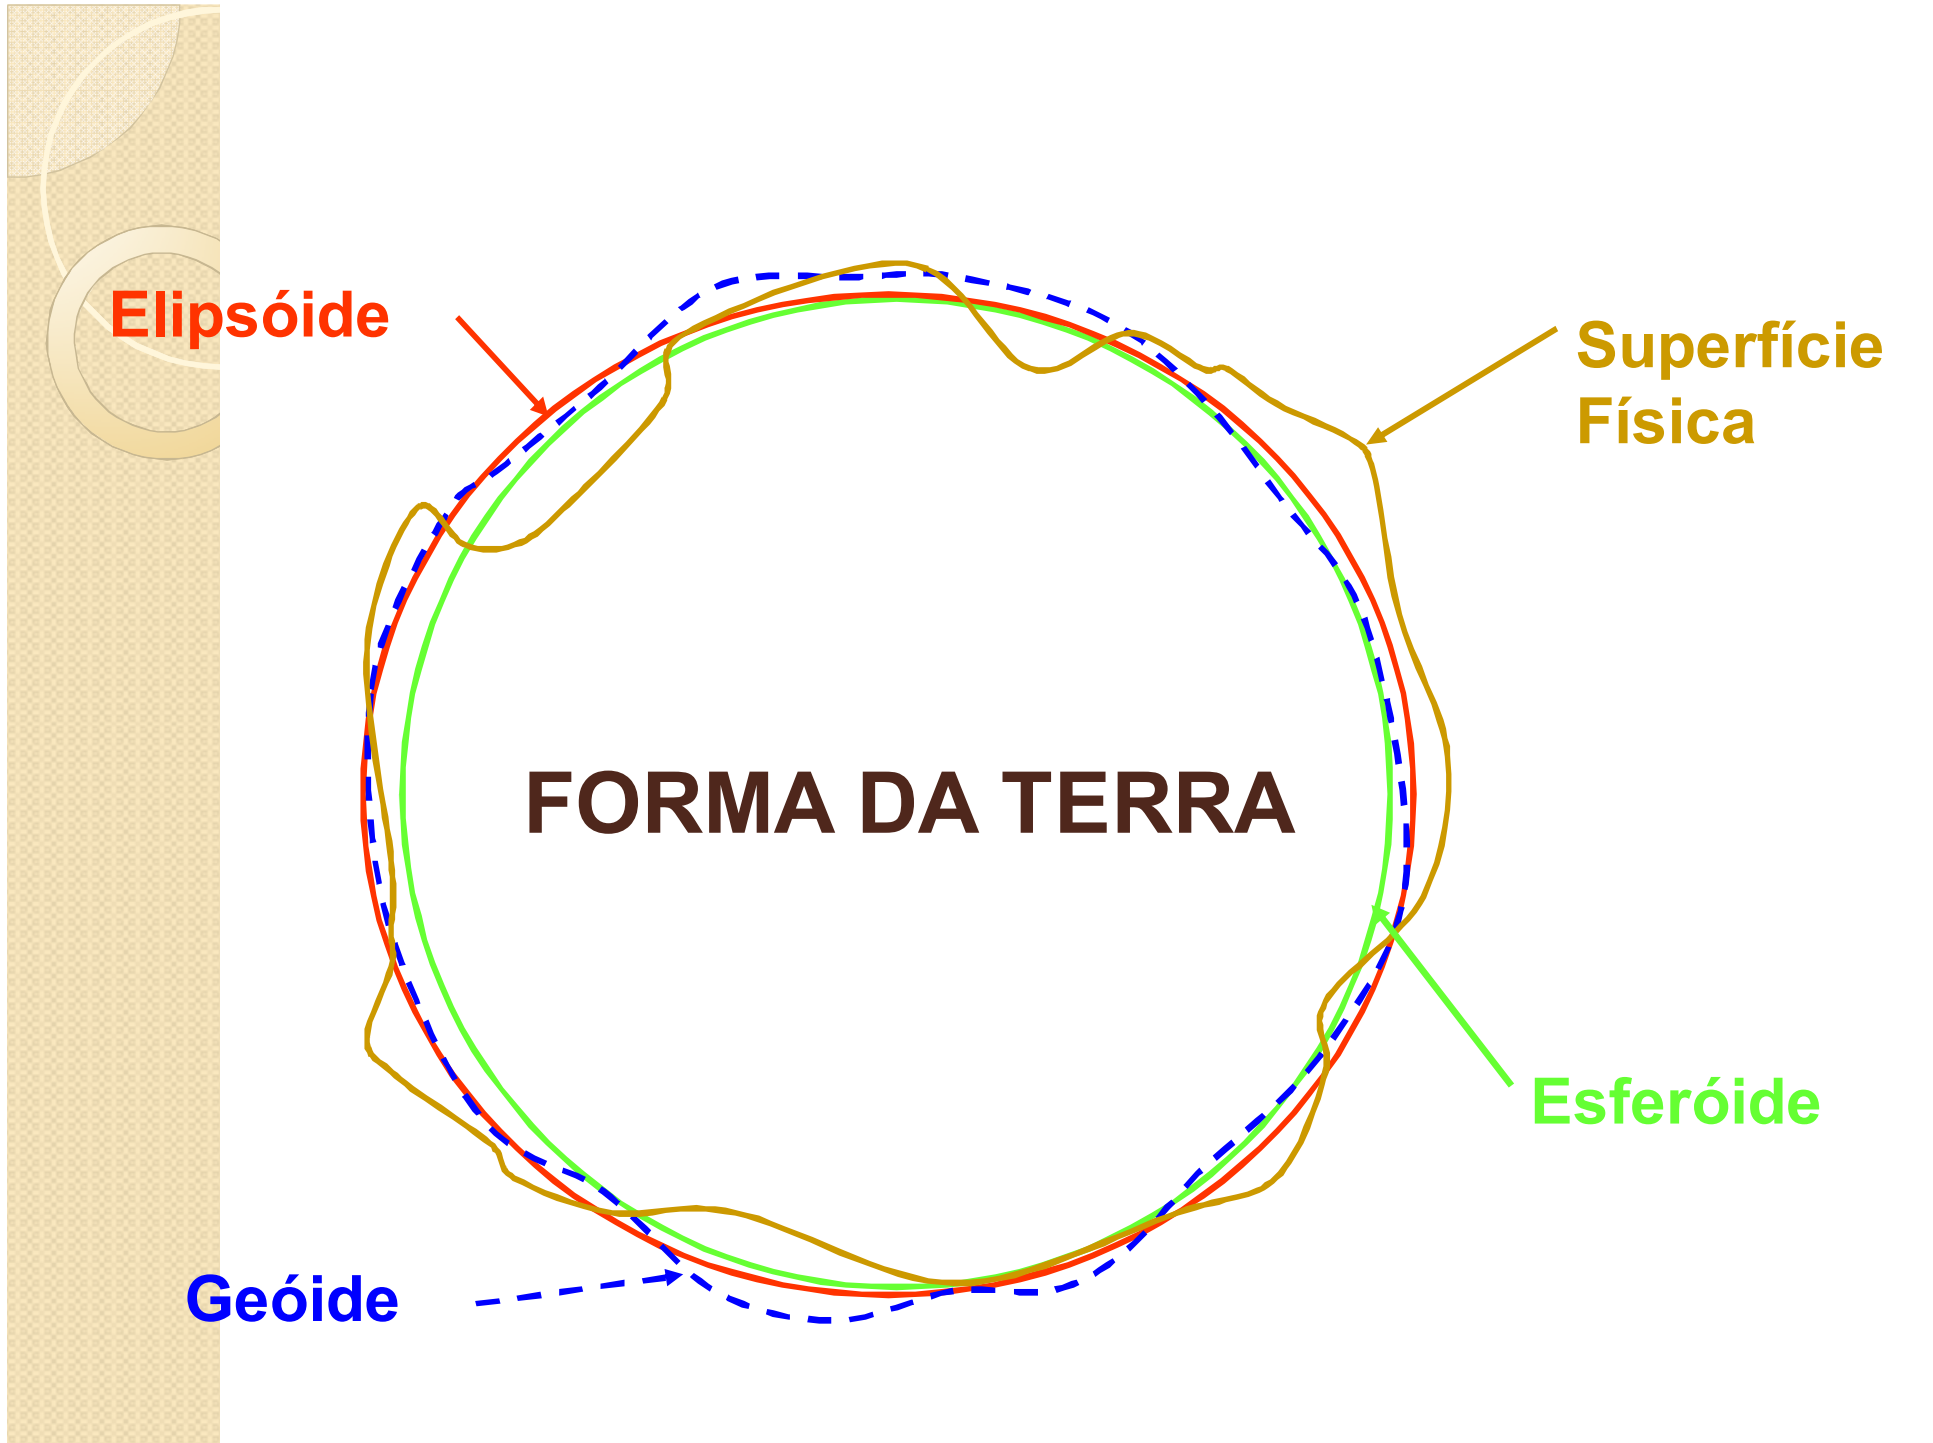 Elipsóide
Superfície
Física
FORMA DA TERRA
Esferóide
Geóide